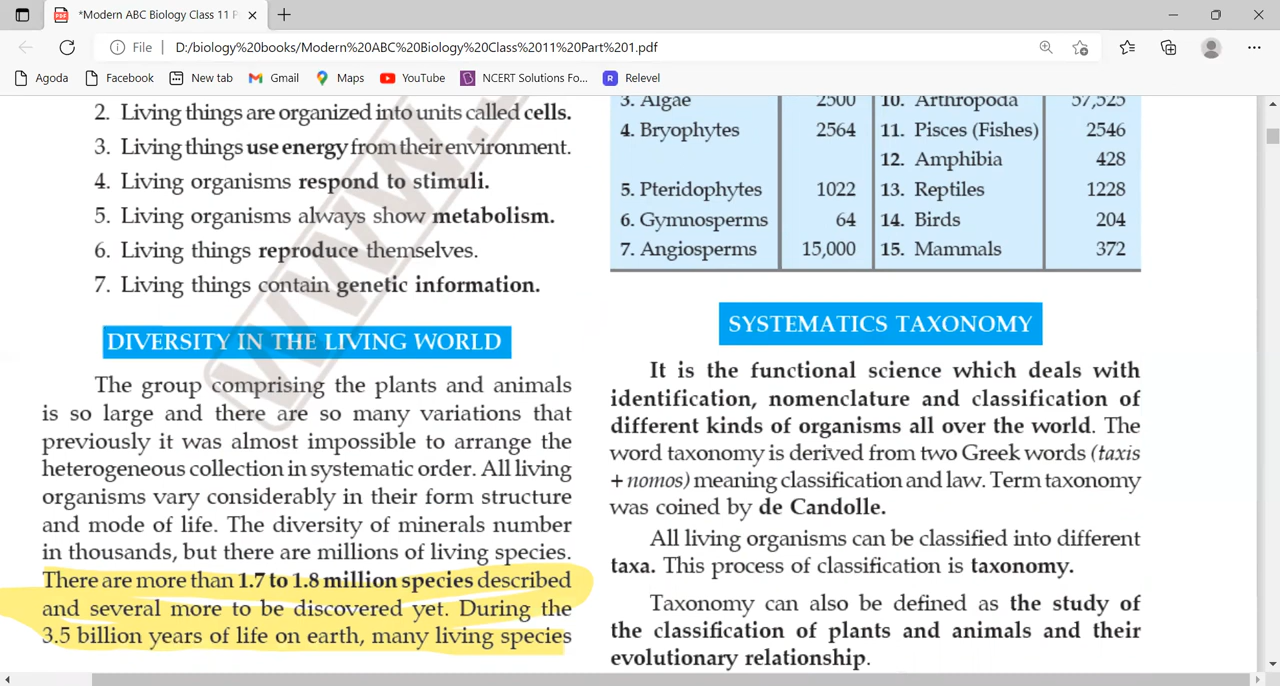 *Modern ABC Biology Class 11 P
File
D:/biology%20books/Modern%20ABC%20Biology%20Class%2011%20Part%201.pdf
Agoda
Facebook
New tab
Gmail
Maps
YouTube
NCERT Solutions Fo...
Relevel
2. Living things are organized into units called cells.
3. Living things use energy from their environment.
4. Living organisms respond to stimuli.
5. Living organisms always show metabolism.
6. Living things reproduce themselves.
7. Living things contain genetic information.
DIVERSITY IN THE LIVING WORLD
The group comprising the plants and animals
is so large and there are so many variations that
previously it was almost impossible to arrange the
heterogeneous collection in systematic order. All living
organisms vary considerably in their form structure
and mode of life. The diversity of minerals number
in thousands, but there are millions of living species.
There are more than 1.7 to 1.8 million species described
and several more to be discovered yet. During the
3.5 billion years of life on earth, many living species
3. Algae 2500 10. Arthropoda 57,525
4. Bryophytes 2564 11. Pisces (Fishes) 2546
12. Amphibia 428
5. Pteridophytes 1022 13. Reptiles 1228
6. Gymnosperms 64 14. Birds 204
7. Angiosperms 15,000 15. Mammals 372
SYSTEMATICS TAXONOMY
It is the functional science which deals with
identification, nomenclature and classification of
different kinds of organisms all over the world. The
word taxonomy is derived from two Greek words (taxis
+ nomos) meaning classification and law. Term taxonomy
was coined by de Candolle.
All living organisms can be classified into different
taxa. This process of classification is taxonomy.
Taxonomy can also be defined as the study of
the classification of plants and animals and their
evolutionary relationship.
www.